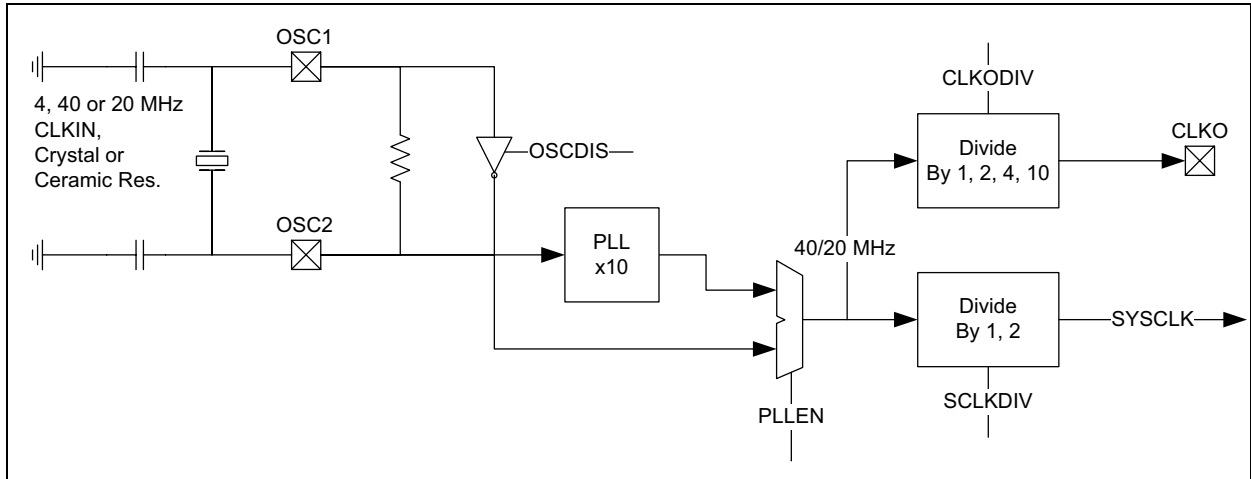 OSC1
4, 40 or 20 MHz
CLKIN,
Crystal or
Ceramic Res.
OSCDIS
OSC2
PLL
x10
PLLEN
40/20 MHz
CLKODIV
Divide
By 1, 2, 4, 10
CLKO
Divide
By 1, 2
SYSCLK
SCLKDIV